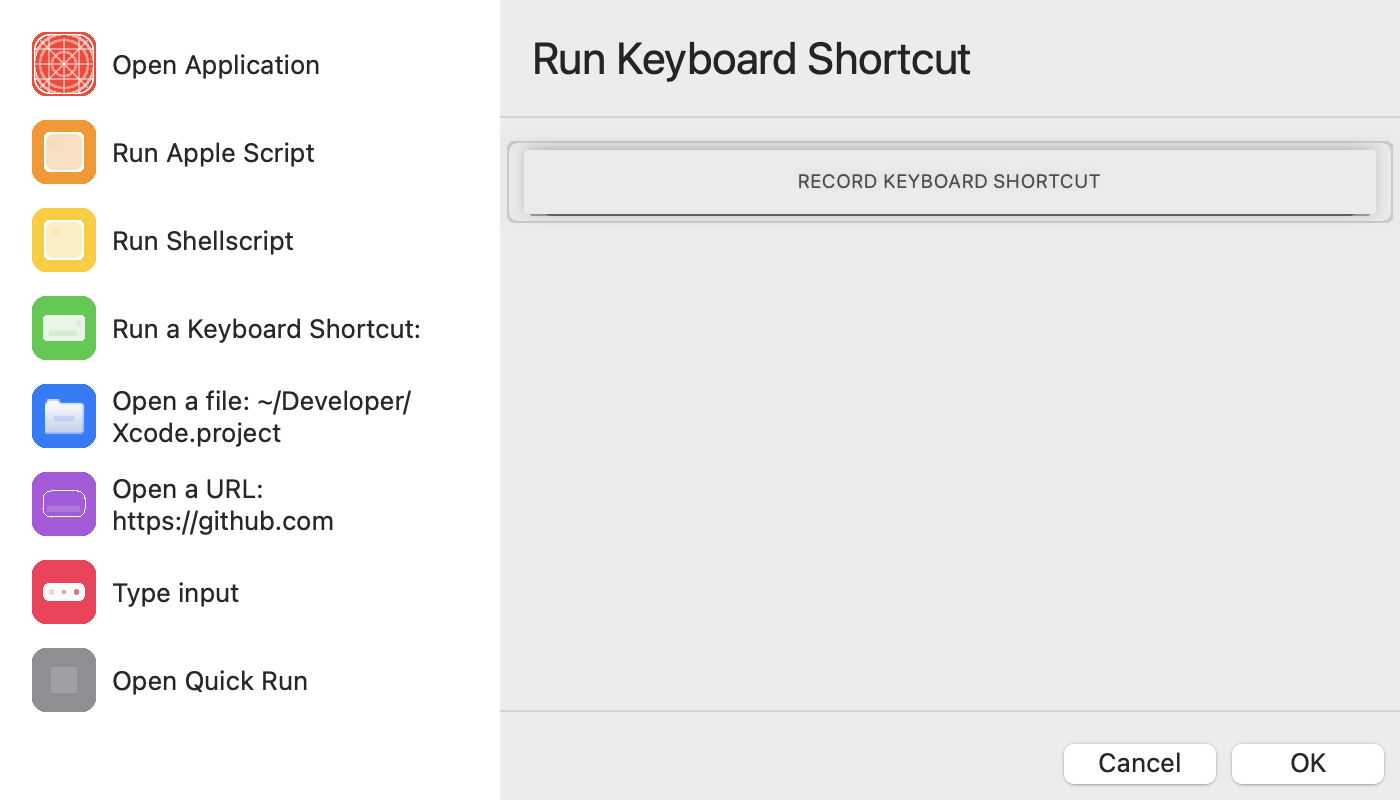 Open Application
Run Apple Script
Run Shellscript
Run a Keyboard Shortcut:
Open a file: ~/Developer/
Xcode.project
Open a URL:
https://github.com
Type input
Open Quick Run
Run Keyboard Shortcut
RECORD KEYBOARD SHORTCUT
Cancel
OK